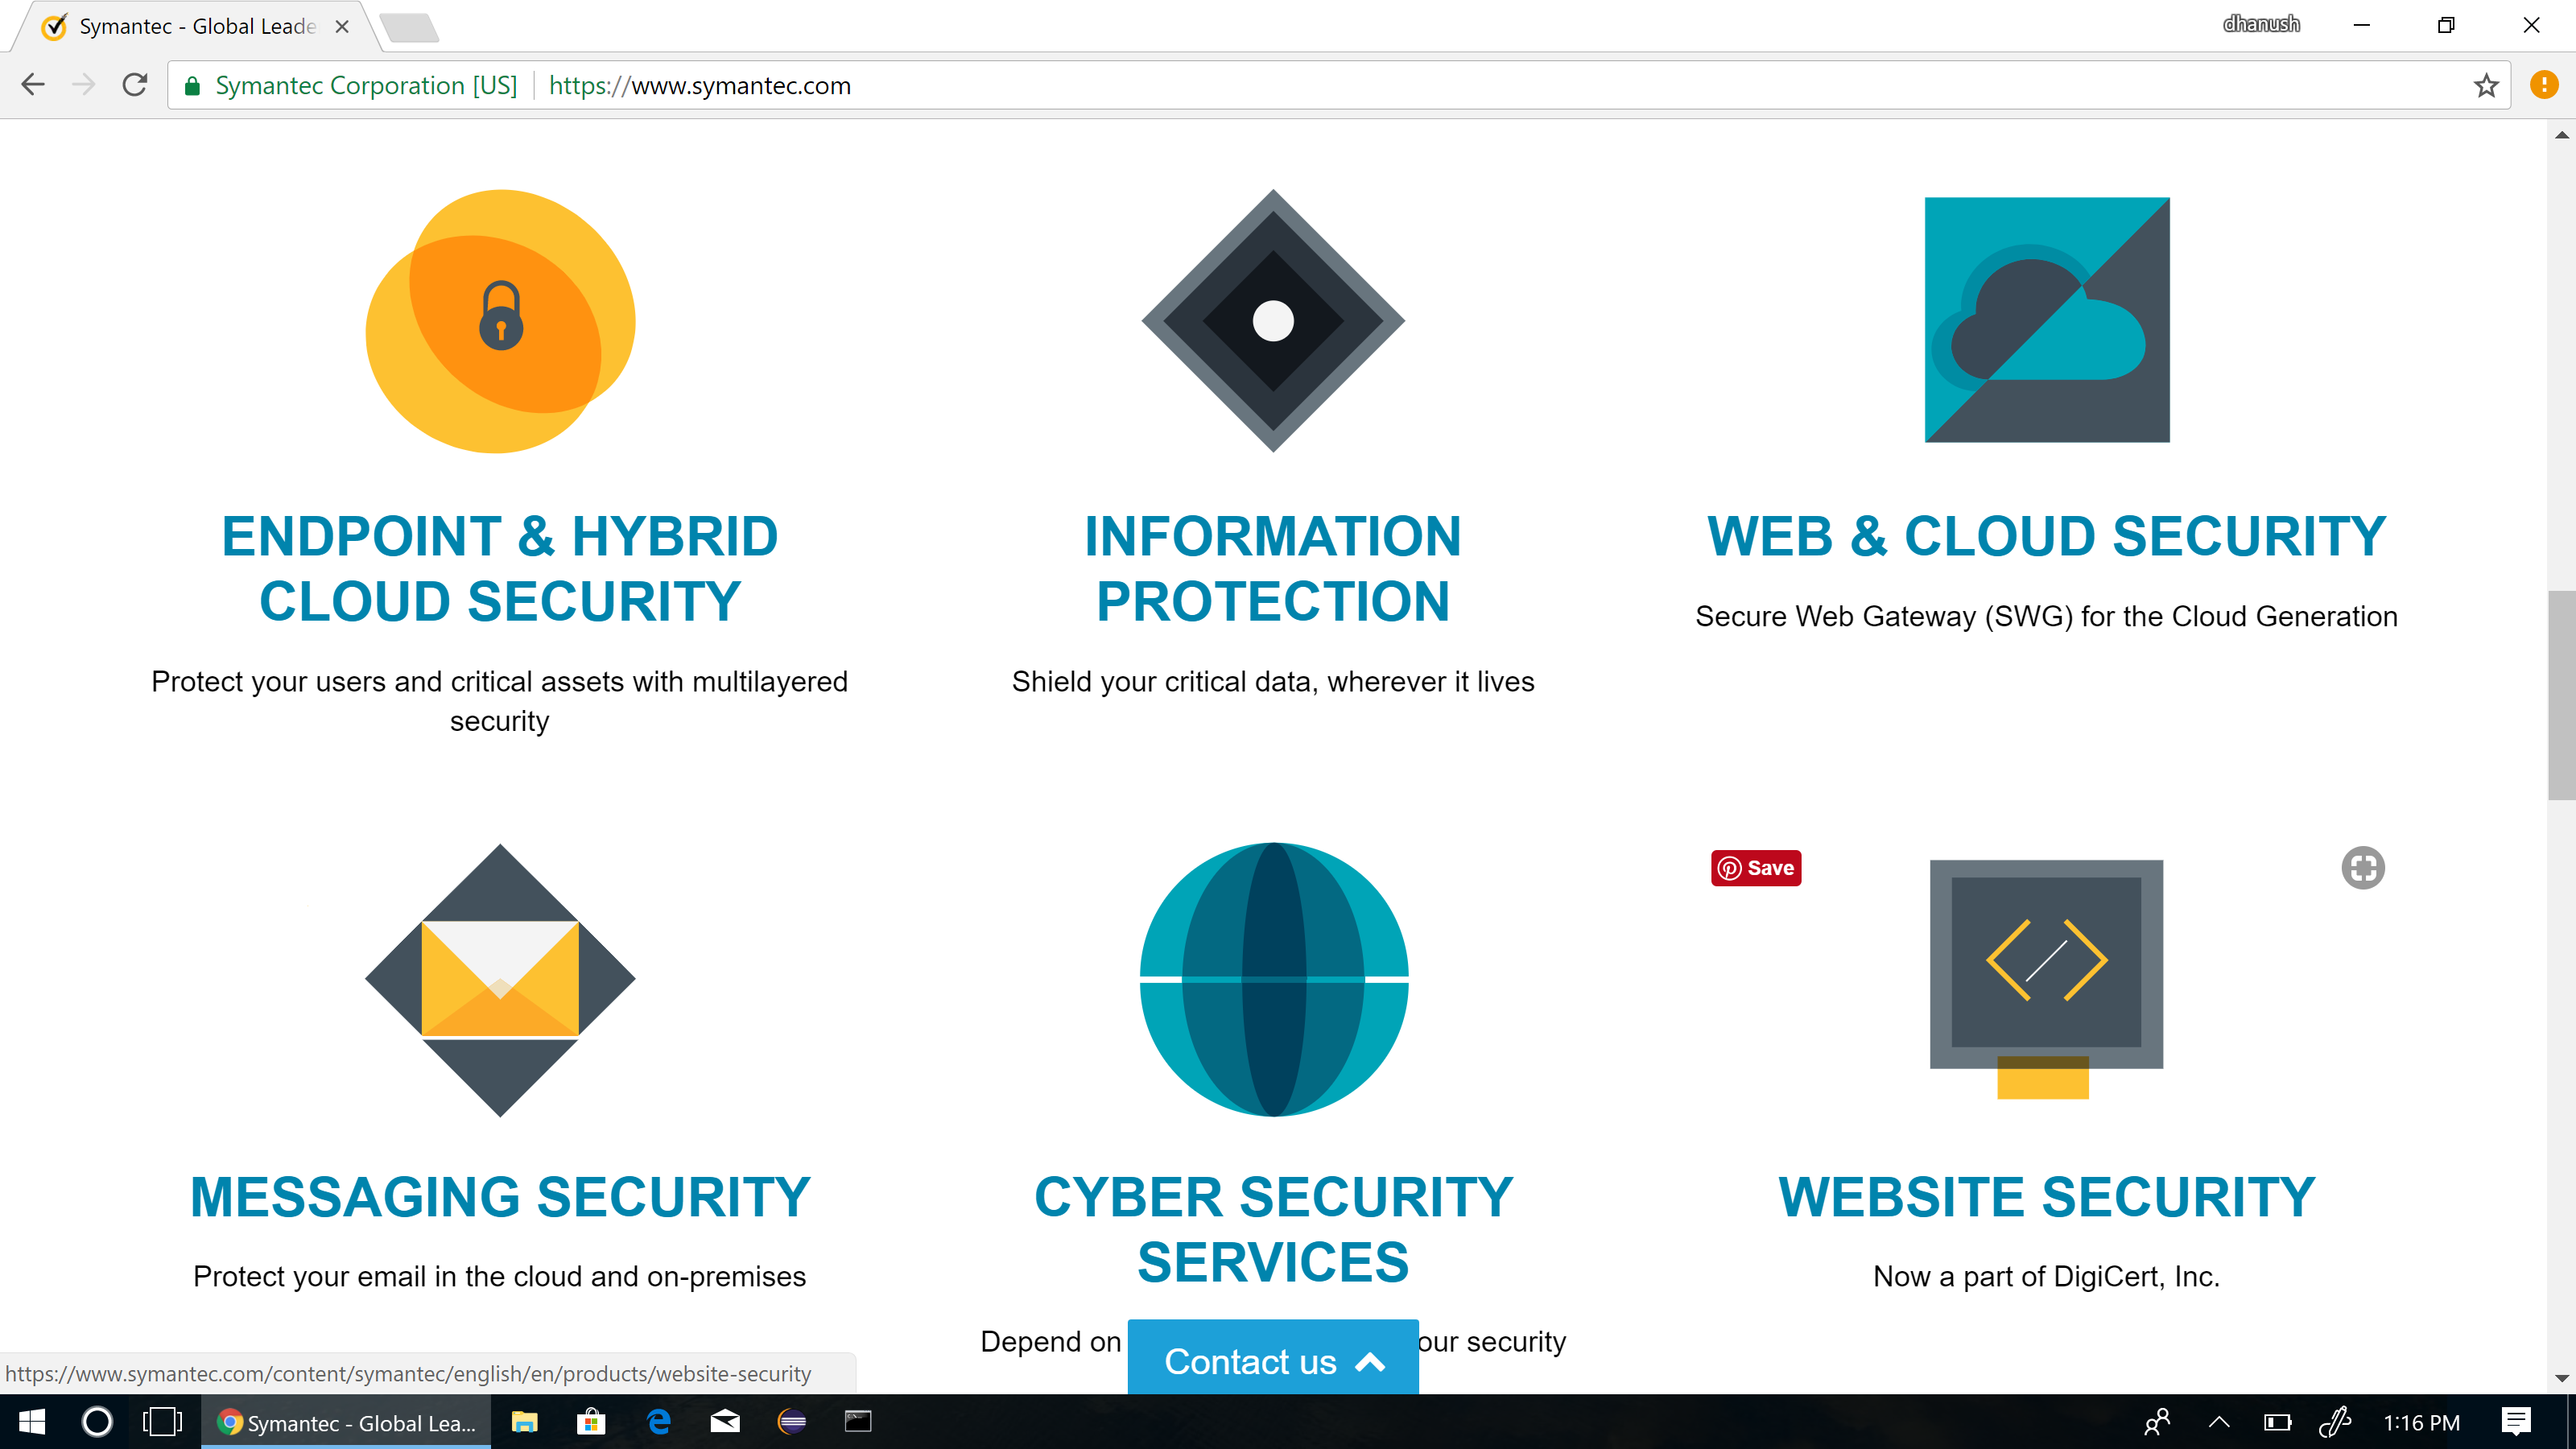 Symantec - Global Leade
dhanush
Symantec Corporation [US] https://www.symantec.com
ENDPOINT & HYBRID
CLOUD SECURITY
Protect your users and critical assets with multilayered
security
INFORMATION
PROTECTION
Shield your critical data, wherever it lives
WEB & CLOUD SECURITY
Secure Web Gateway (SWG) for the Cloud Generation
MESSAGING SECURITY
Protect your email in the cloud and on-premises
CYBER SECURITY
SERVICES
Depend on our security
Save
WEBSITE SECURITY
Now a part of DigiCert, Inc.
Contact us
https://www.symantec.com/content/symantec/english/en/products/website-security
Symantec - Global Lea...
1:16 PM